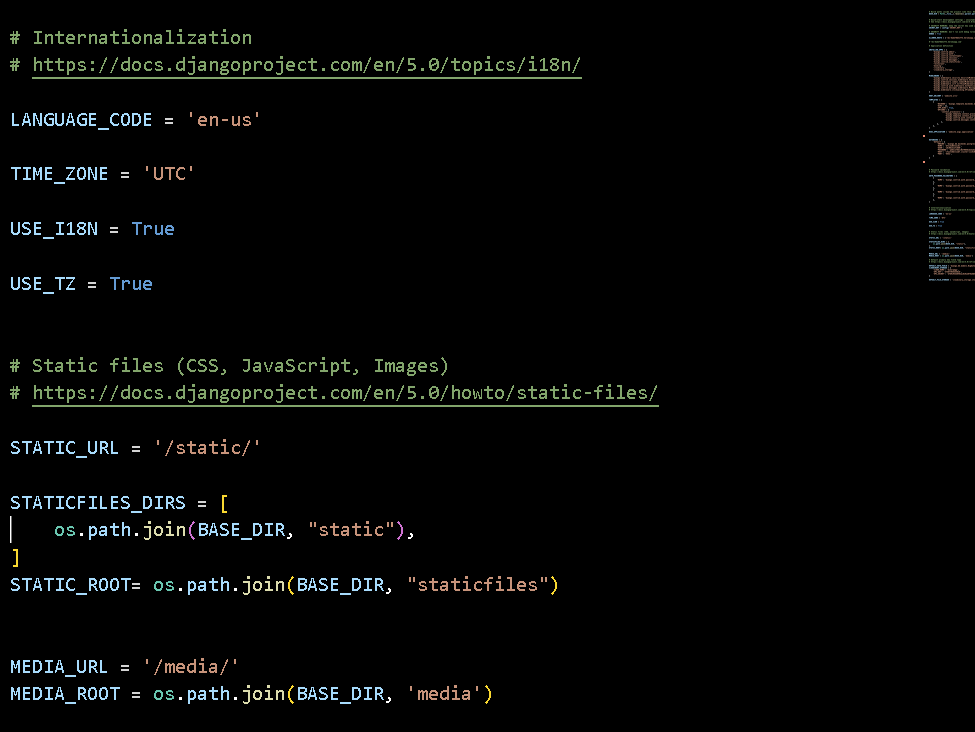 # Internationalization
# https://docs.djangoproject.com/en/5.0/topics/i18n/
LANGUAGE_CODE = 'en-us'
TIME_ZONE = 'UTC'
USE_I18N = True
USE_TZ = True
# Static files (CSS, JavaScript, Images)
# https://docs.djangoproject.com/en/5.0/howto/static-files/
STATIC_URL = '/static/'
STATICFILES_DIRS = [
    os.path.join(BASE_DIR, "static"),
]
STATIC_ROOT= os.path.join(BASE_DIR, "staticfiles")
MEDIA_URL = '/media/'
MEDIA_ROOT = os.path.join(BASE_DIR, 'media')